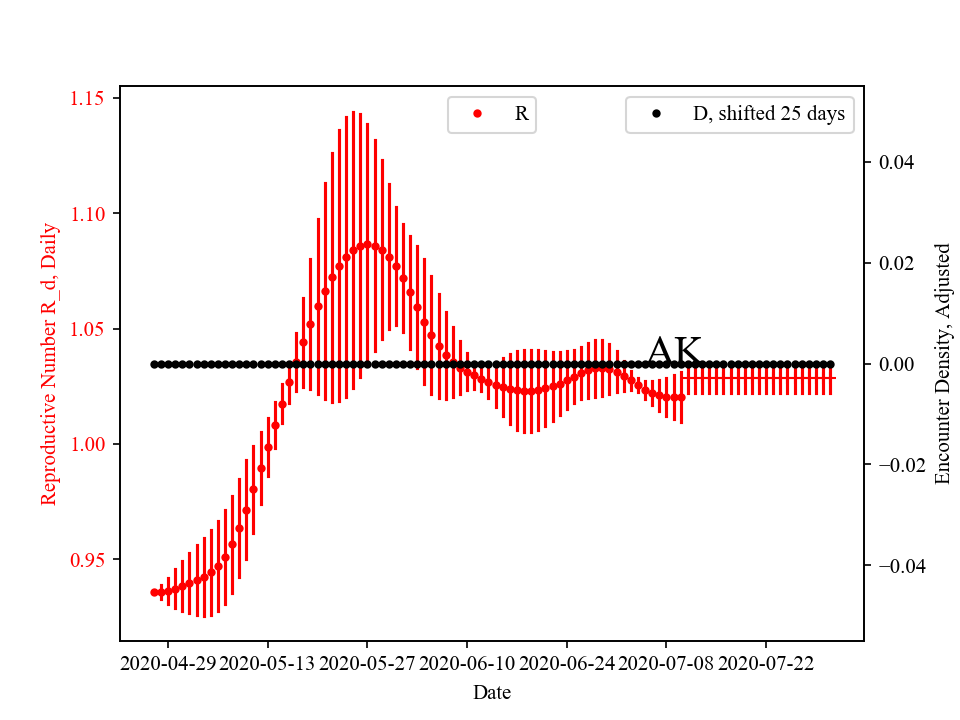 R
D, shifted 25 days
Reproductive Number R_d, Daily
1.15
1.10
1.05
1.00
0.95
AK
0.04
0.02
0.00
−0.02
−0.04
Encounter Density, Adjusted
2020-04-29 2020-05-13 2020-05-27 2020-06-10 2020-06-24 2020-07-08 2020-07-22
Date